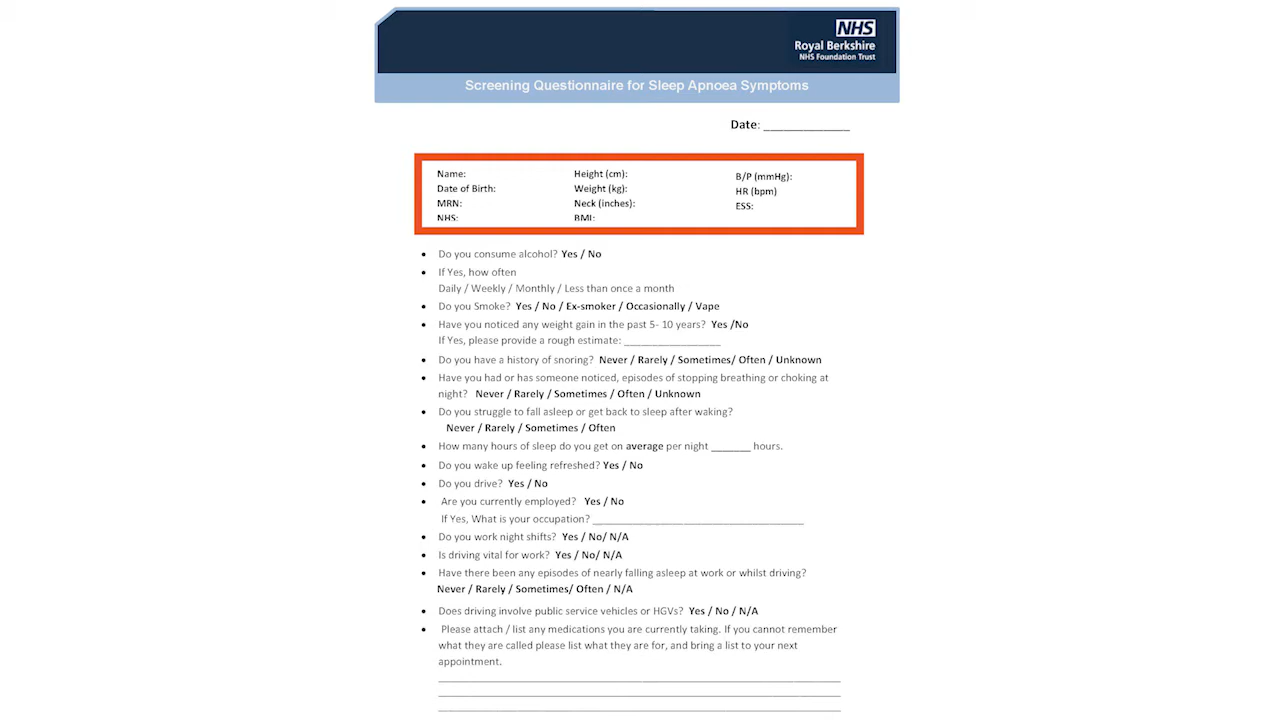 NHS
Royal Berkshire
NHS Foundation Trust
Screening Questionnaire for Sleep Apnoea Symptoms
Date: _____________
Name:
Date of Birth:
MRN:
NHS:
Height (cm):
Weight (kg):
Neck (inches):
BMI:
B/P (mmHg):
HR (bpm)
ESS:
• Do you consume alcohol? Yes / No
• If Yes, how often
Daily / Weekly / Monthly / Less than once a month
• Do you Smoke? Yes / No / Ex-smoker / Occasionally / Vape
• Have you noticed any weight gain in the past 5- 10 years? Yes /No
If Yes, please provide a rough estimate: _________________
• Do you have a history of snoring? Never / Rarely / Sometimes/ Often / Unknown
• Have you had or has someone noticed, episodes of stopping breathing or choking at
night? Never / Rarely / Sometimes / Often / Unknown
• Do you struggle to fall asleep or get back to sleep after waking?
Never / Rarely / Sometimes / Often
• How many hours of sleep do you get on average per night _______ hours.
• Do you wake up feeling refreshed? Yes / No
• Do you drive? Yes / No
• Are you currently employed? Yes / No
If Yes, What is your occupation? _____________________________________
• Do you work night shifts? Yes / No/ N/A
• Is driving vital for work? Yes / No/ N/A
• Have there been any episodes of nearly falling asleep at work or whilst driving?
Never / Rarely / Sometimes/ Often / N/A
• Does driving involve public service vehicles or HGVs? Yes / No / N/A
• Please attach / list any medications you are currently taking. If you cannot remember
what they are called please list what they are for, and bring a list to your next
appointment.